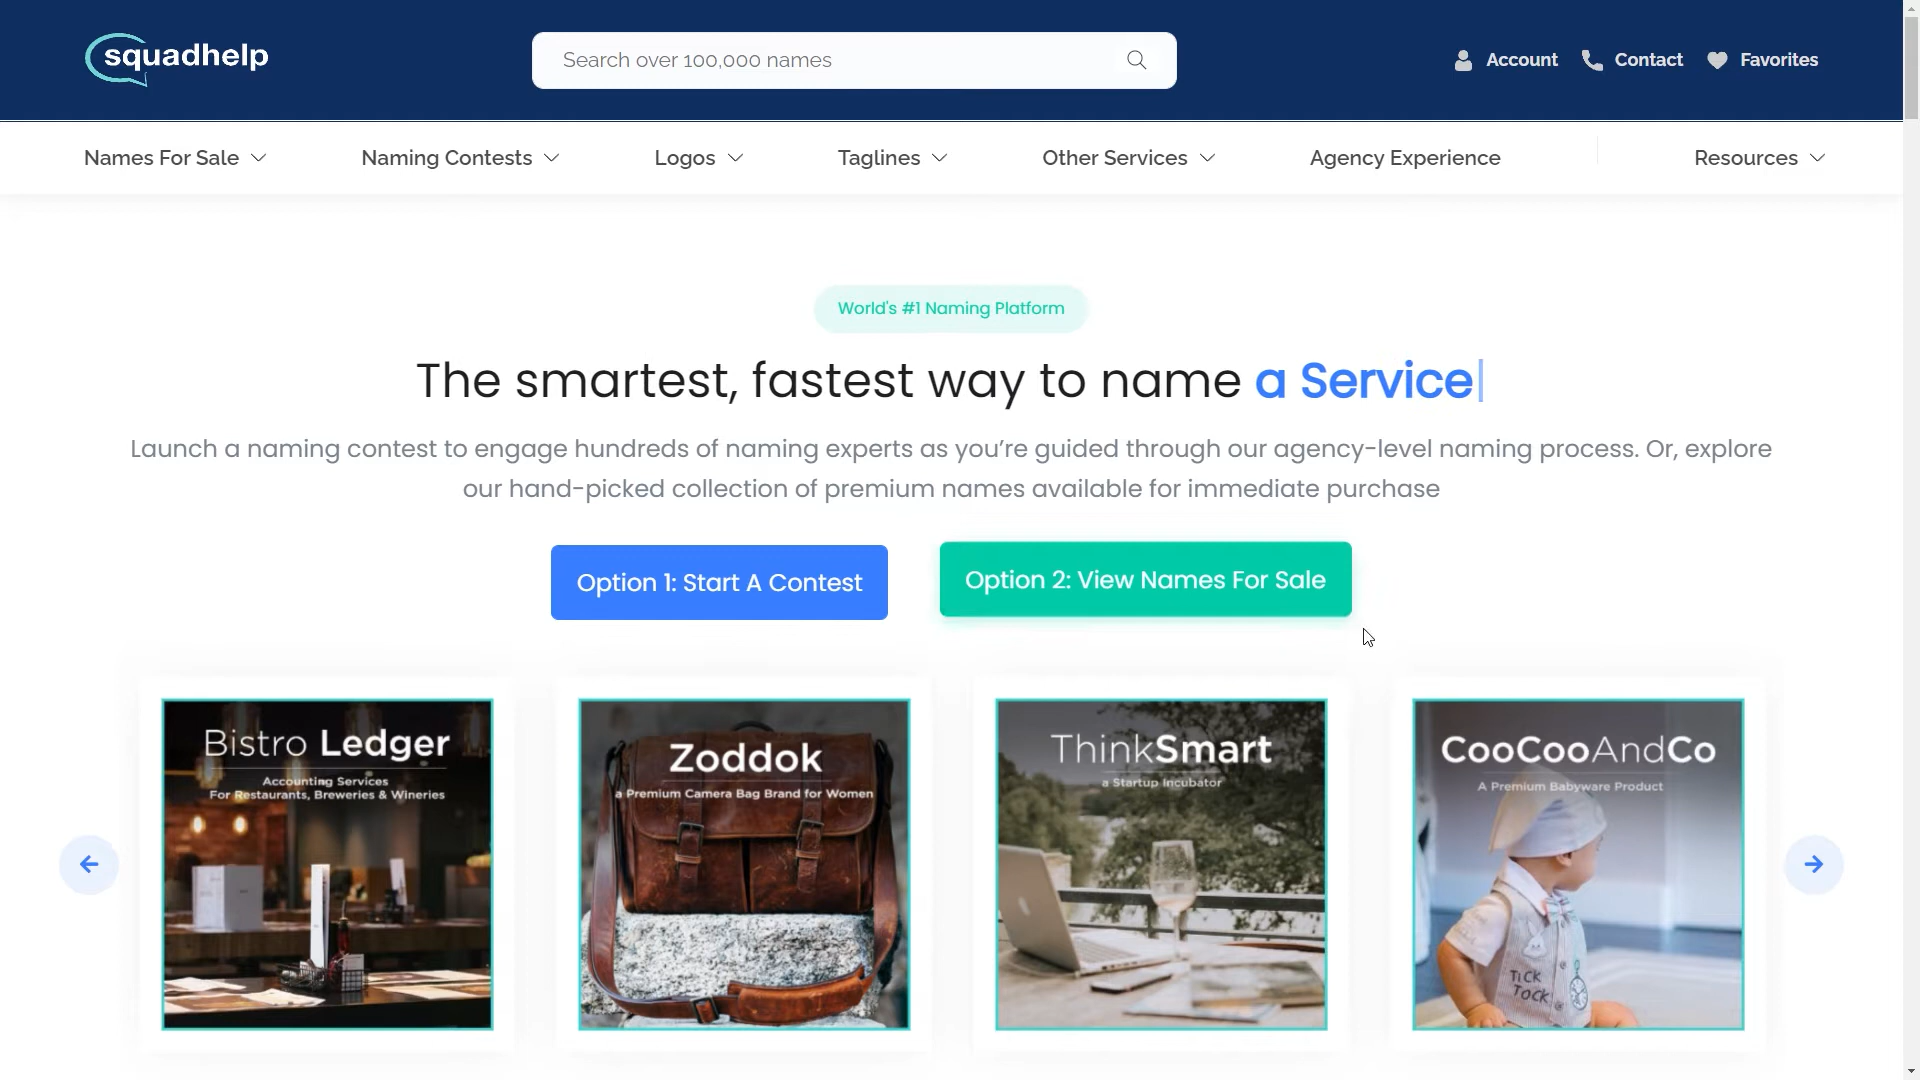 squadhelp
Search over 100,000 names
Account
Contact
Favorites
Names For Sale
Naming Contests
Logos
Taglines
Other Services
Agency Experience
Resources
World's #1 Naming Platform
The smartest, fastest way to name a Service
Launch a naming contest to engage hundreds of naming experts as you're guided through our agency-level naming process. Or, explore
our hand-picked collection of premium names available for immediate purchase
Option 1: Start A Contest
Option 2: View Names For Sale
Bistro Ledger
Accounting Services
For Restaurants, Breweries & Wineries
Zoddok
a Premium Camera Bag Brand for Women
ThinkSmart
a Startup Incubator
CooCooAndCo
A Premium Babyware Product
TiCK
TOCK